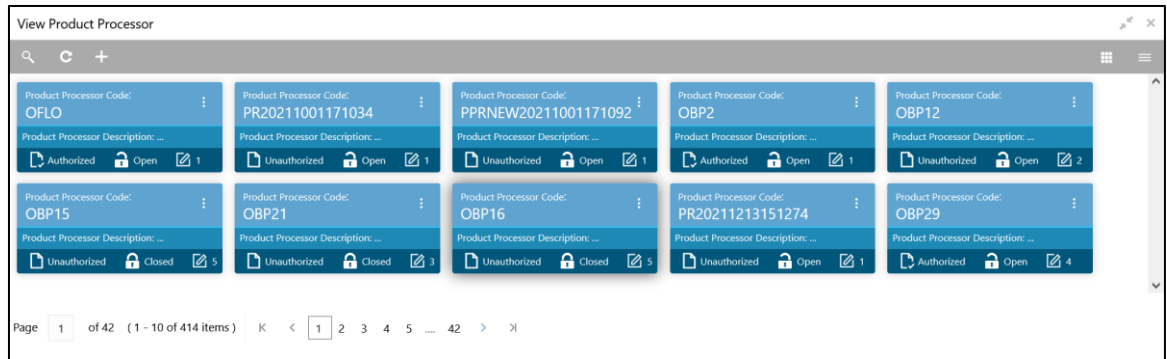 View Product Processor
Product Processor Code: Product Processor Code: Product Processor Code: Product Processor Code: Product Processor Code:
OFLO PR20211001171034 PPRNEW20211001171092 OBP2 OBP12
Product Processor Description: ... Product Processor Description: ... Product Processor Description: ... Product Processor Description: ... Product Processor Description: ...
Authorized Open 1 Unauthorized Open 1 Unauthorized Open 1 Authorized Open 1 Unauthorized Open 2
Product Processor Code: Product Processor Code: Product Processor Code: Product Processor Code: Product Processor Code:
OBP15 OBP21 OBP16 PR20211213151274 OBP29
Product Processor Description: ... Product Processor Description: ... Product Processor Description: ... Product Processor Description: ... Product Processor Description: ...
Unauthorized Closed 5 Unauthorized Closed 3 Unauthorized Closed 5 Unauthorized Open 1 Authorized Open 4
Page 1 of 42 (1 - 10 of 414 items) 1 2 3 4 5 ... 42